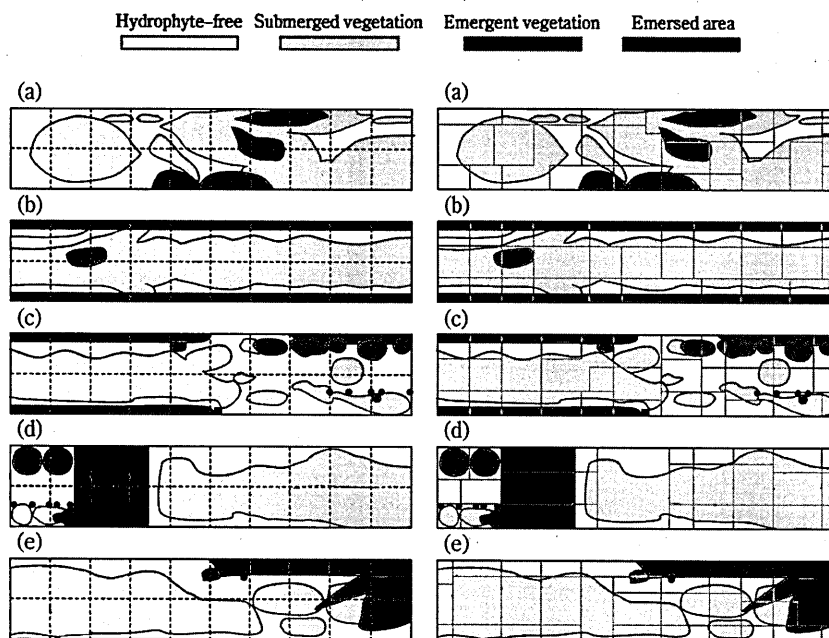 Hydrophyte–free Submerged vegetation Emergent vegetation Emersed area
(a) (a)
(b) (b)
(c) (c)
(d) (d)
(e) (e)